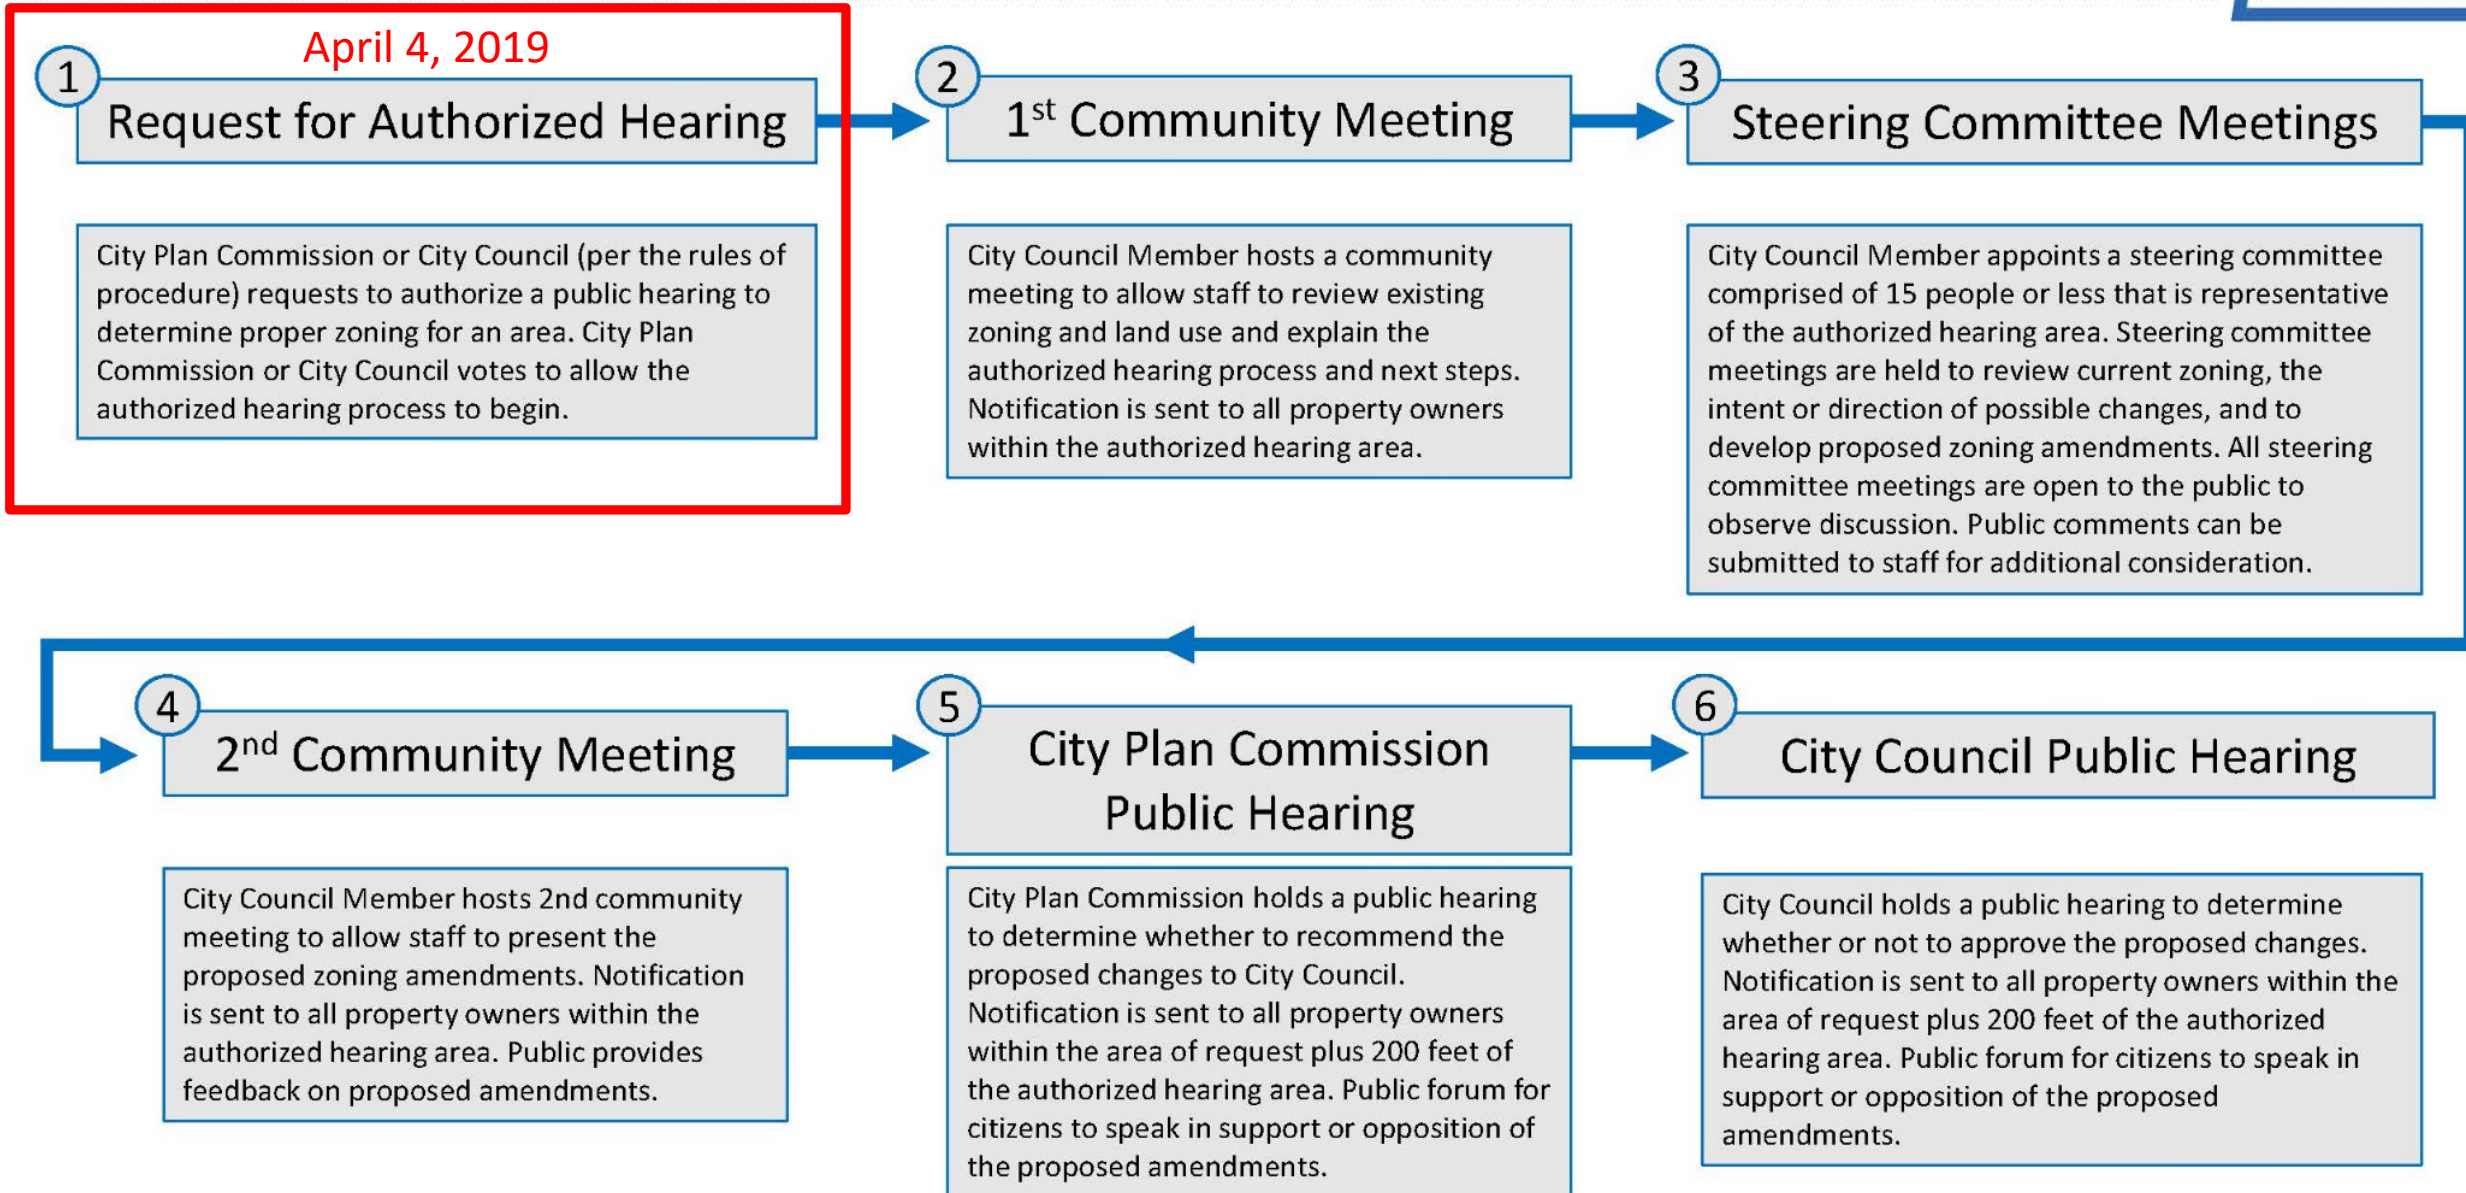 April 4, 2019
1
Request for Authorized Hearing
City Plan Commission or City Council (per the rules of
procedure) requests to authorize a public hearing to
determine proper zoning for an area. City Plan
Commission or City Council votes to allow the
authorized hearing process to begin.
2
1st Community Meeting
City Council Member hosts a community
meeting to allow staff to review existing
zoning and land use and explain the
authorized hearing process and next steps.
Notification is sent to all property owners
within the authorized hearing area.
3
Steering Committee Meetings
City Council Member appoints a steering committee
comprised of 15 people or less that is representative
of the authorized hearing area. Steering committee
meetings are held to review current zoning, the
intent or direction of possible changes, and to
develop proposed zoning amendments. All steering
committee meetings are open to the public to
observe discussion. Public comments can be
submitted to staff for additional consideration.
4
2nd Community Meeting
City Council Member hosts 2nd community
meeting to allow staff to present the
proposed zoning amendments. Notification
is sent to all property owners within the
authorized hearing area. Public provides
feedback on proposed amendments.
5
City Plan Commission
Public Hearing
City Plan Commission holds a public hearing
to determine whether to recommend the
proposed changes to City Council.
Notification is sent to all property owners
within the area of request plus 200 feet of
the authorized hearing area. Public forum for
citizens to speak in support or opposition of
the proposed amendments.
6
City Council Public Hearing
City Council holds a public hearing to determine
whether or not to approve the proposed changes.
Notification is sent to all property owners within the
area of request plus 200 feet of the authorized
hearing area. Public forum for citizens to speak in
support or opposition of the proposed
amendments.